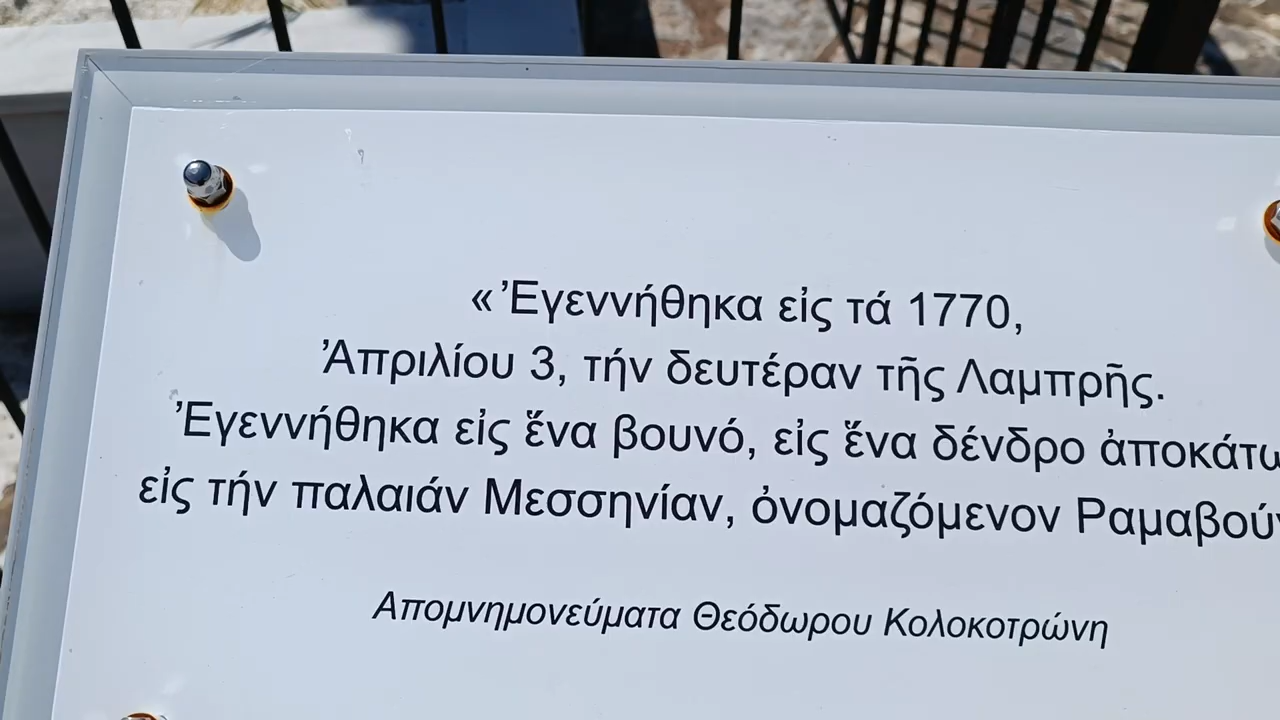 «Ἐγεννήθηκα εἰς τά 1770,
Ἀπριλίου 3, τήν δευτέραν τῆς Λαμπρῆς.
Ἐγεννήθηκα εἰς ἕνα βουνό, εἰς ἕνα δένδρο ἀποκάτω
εἰς τήν παλαιάν Μεσσηνίαν, ὀνομαζόμενον
Απομνημονεύματα Θεόδωρου Κολοκοτρώνη